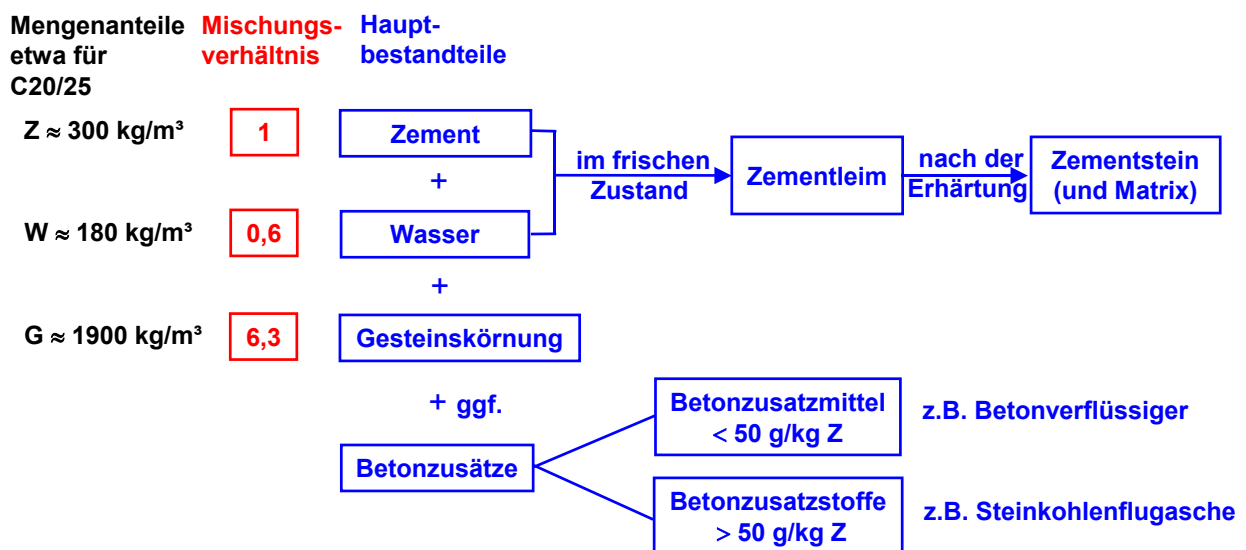 Mengenanteile
etwa für
C20/25
Mischungs-
verhältnis
Haupt-
bestandteile
Z ≈ 300 kg/m³
1
Zement
+
im frischen
Zustand
Zementleim
nach der
Erhärtung
Zementstein
(und Matrix)
W ≈ 180 kg/m³
0,6
Wasser
+
G ≈ 1900 kg/m³
6,3
Gesteinskörnung
+ ggf.
Betonzusätze
Betonzusatzmittel
< 50 g/kg Z
z.B. Betonverflüssiger
Betonzusatzstoffe
> 50 g/kg Z
z.B. Steinkohlenflugasche